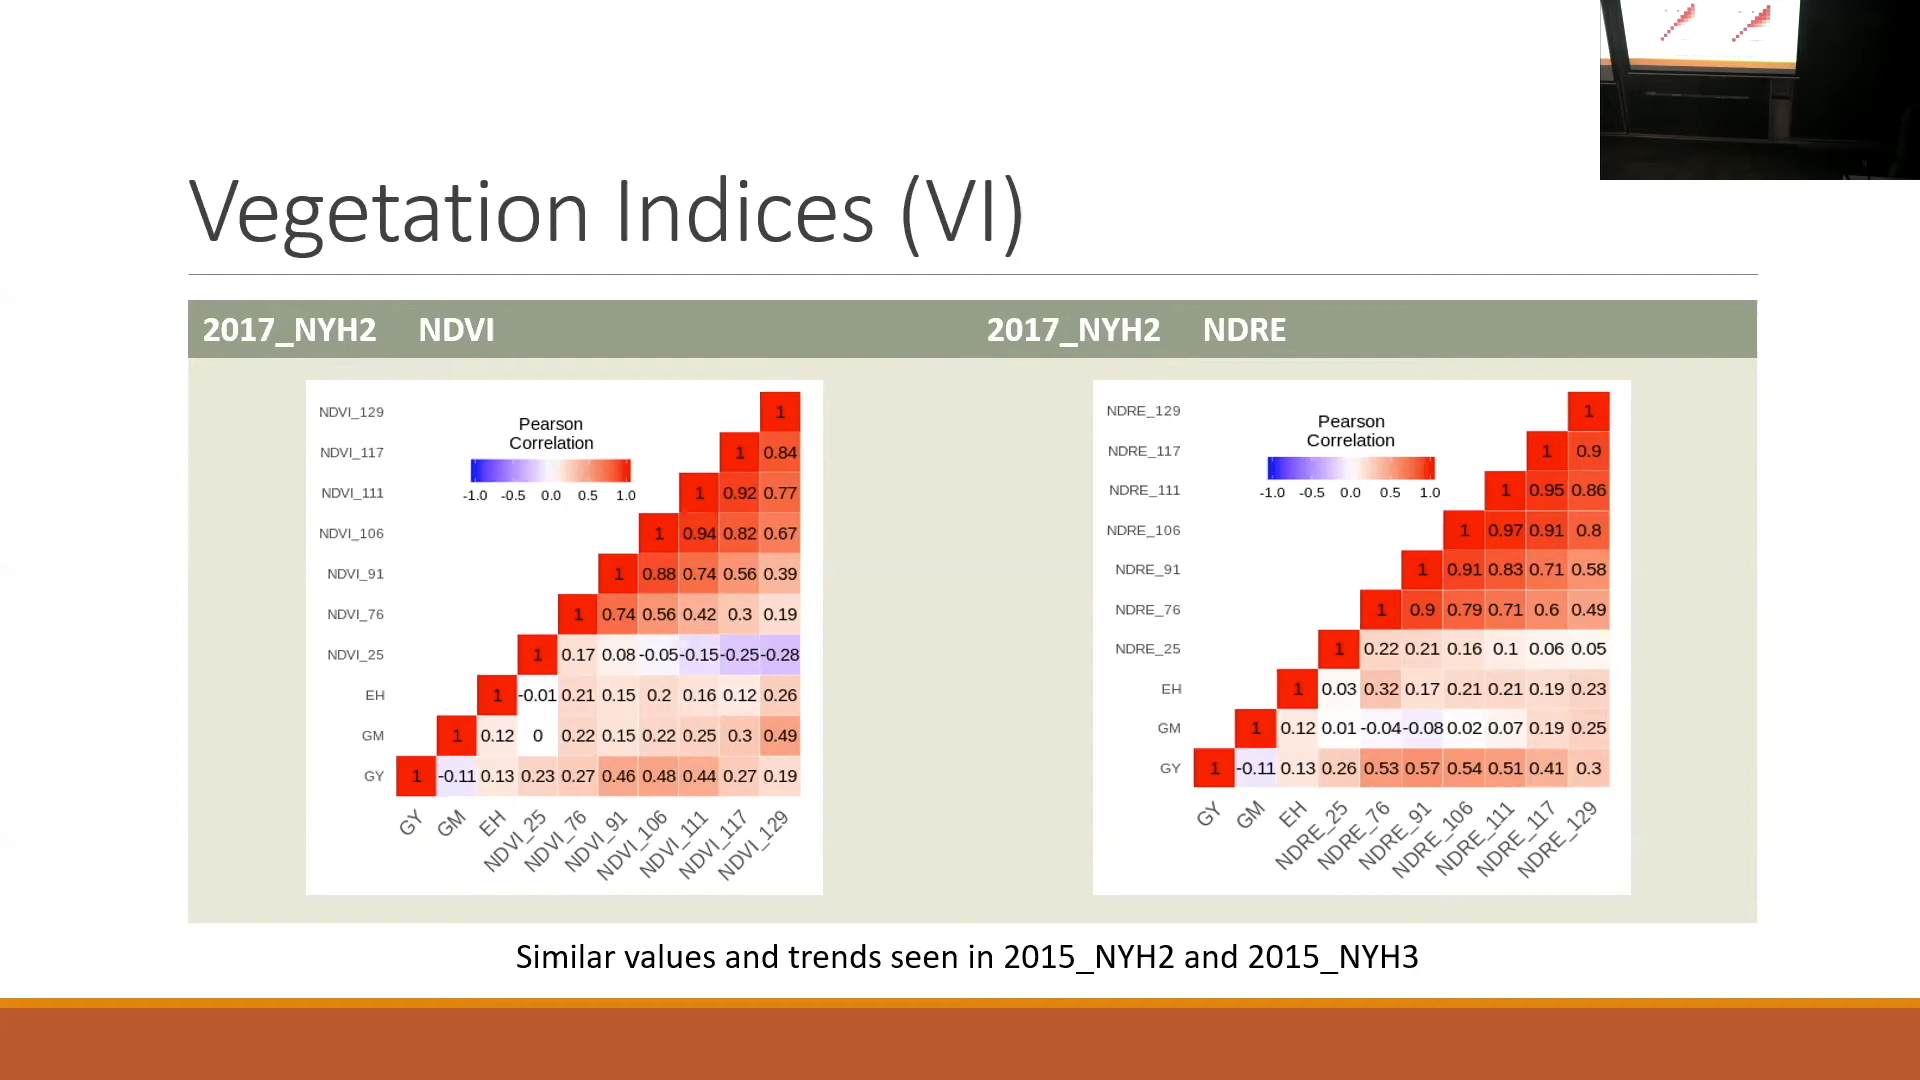 Vegetation Indices (VI)
2017_NYH2 NDVI
2017_NYH2 NDRE
Pearson
Correlation
-1.0 -0.5 0.0 0.5 1.0
NDVI_129 1
NDVI_117 1 0.84
NDVI_111 1 0.92 0.77
NDVI_106 1 0.94 0.82 0.67
NDVI_91 1 0.88 0.74 0.56 0.39
NDVI_76 1 0.74 0.56 0.42 0.3 0.19
NDVI_25 1 0.17 0.08 -0.05 -0.15 -0.25 -0.28
EH 1 -0.01 0.21 0.15 0.2 0.16 0.12 0.26
GM 1 0.12 0 0.22 0.15 0.22 0.25 0.3 0.49
GY 1 -0.11 0.13 0.23 0.27 0.46 0.48 0.44 0.27 0.19
GY GM EH NDVI_25 NDVI_76 NDVI_91 NDVI_106 NDVI_111 NDVI_117 NDVI_129
Pearson
Correlation
-1.0 -0.5 0.0 0.5 1.0
NDRE_129 1
NDRE_117 1 0.9
NDRE_111 1 0.95 0.86
NDRE_106 1 0.97 0.91 0.8
NDRE_91 1 0.91 0.83 0.71 0.58
NDRE_76 1 0.9 0.79 0.71 0.6 0.49
NDRE_25 1 0.22 0.21 0.16 0.1 0.06 0.05
EH 1 0.03 0.32 0.17 0.21 0.21 0.19 0.23
GM 1 0.12 0.01 -0.04 -0.08 0.02 0.07 0.19 0.25
GY 1 -0.11 0.13 0.26 0.53 0.57 0.54 0.51 0.41 0.3
GY GM EH NDRE_25 NDRE_76 NDRE_91 NDRE_106 NDRE_111 NDRE_117 NDRE_129
Similar values and trends seen in 2015_NYH2 and 2015_NYH3